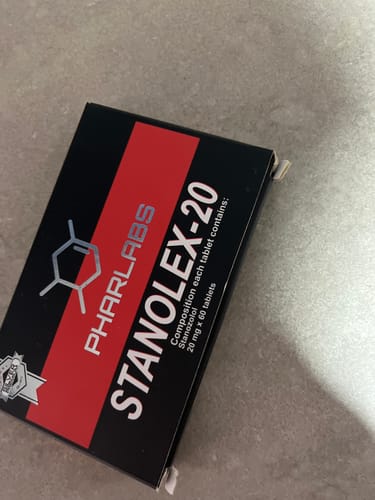 PHARLABS
STANOLEX-20
Composition each tablet contains:
Stanozolol
20 mg x 60 tablets